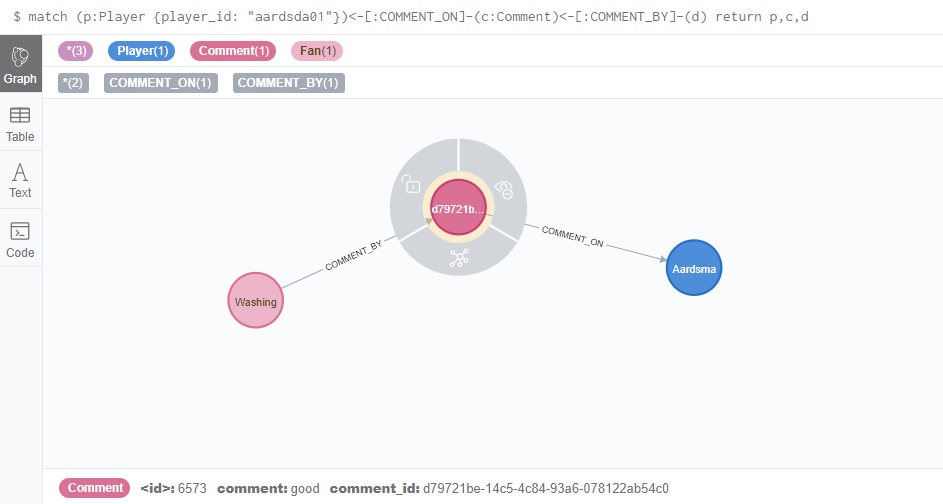 $ match (p:Player {player_id: "aardsda01"})<-[:COMMENT_ON]-(c:Comment)<-[:COMMENT_BY]-(d) return p,c,d
*(3) Player(1) Comment(1) Fan(1)
Graph
*(2) COMMENT_ON(1) COMMENT_BY(1)
Table
Text
Code
d79721b...
COMMENT_BY
COMMENT_ON
Washing
Aardsma
Comment <id>: 6573 comment: good comment_id: d79721be-14c5-4c84-93a6-078122ab54c0